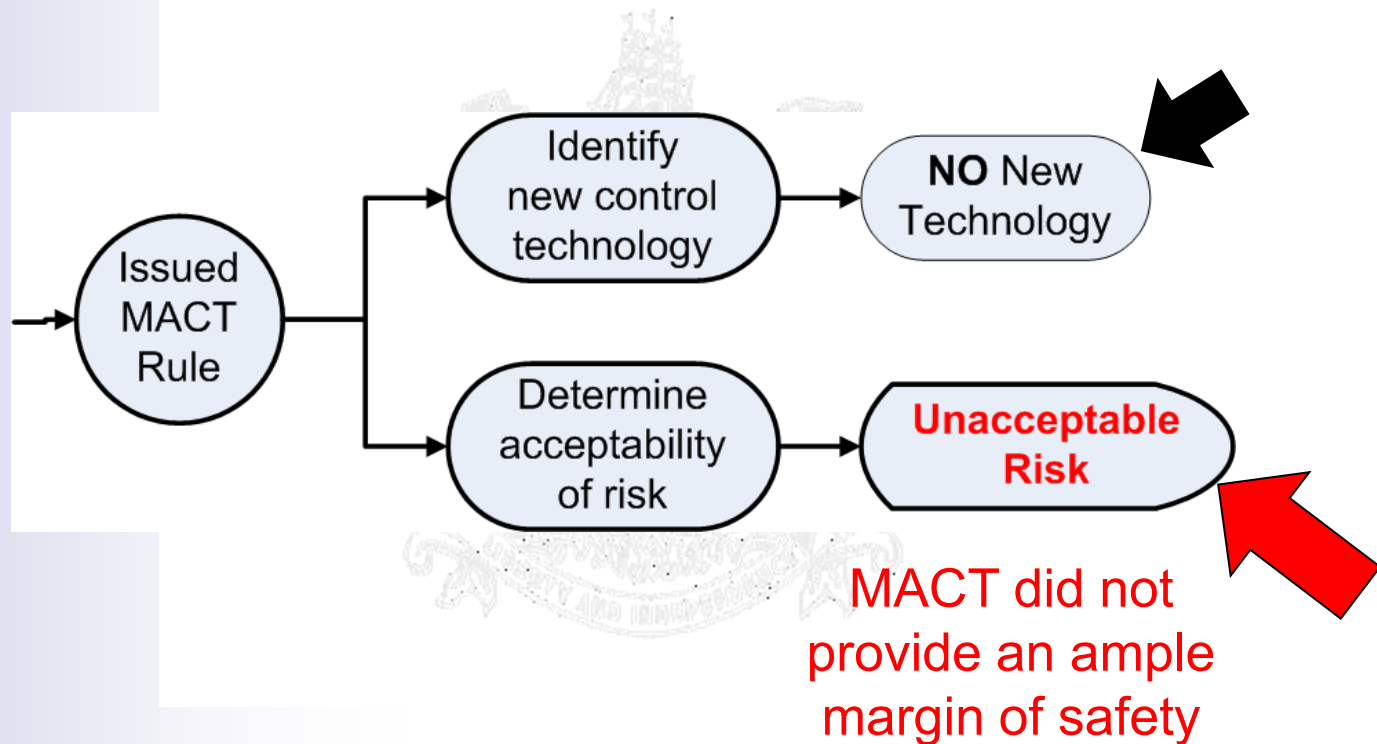 Issued
MACT
Rule
Identify
new control
technology
NO New
Technology
Determine
acceptability
of risk
Unacceptable
Risk
MACT did not
provide an ample
margin of safety